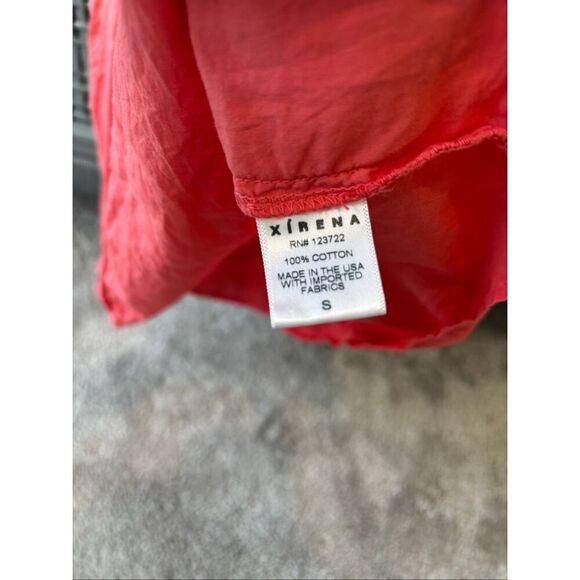 XíRENA
RN# 123722
100% COTTON
MADE IN THE USA
WITH IMPORTED
FABRICS
S